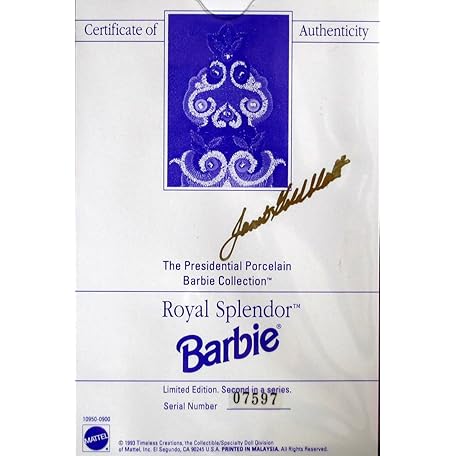 Certificate of Authenticity
Janet Goldblatt
The Presidential Porcelain
Barbie Collection™
Royal Splendor™
Barbie®
Limited Edition. Second in a series.
Serial Number 07597
10950-0900
MATTEL
© 1993 Timeless Creations, the Collectible/Specialty Doll Division
of Mattel, Inc. El Segundo, CA 90245 U.S.A. PRINTED IN MALAYSIA. All Rights Reserved.